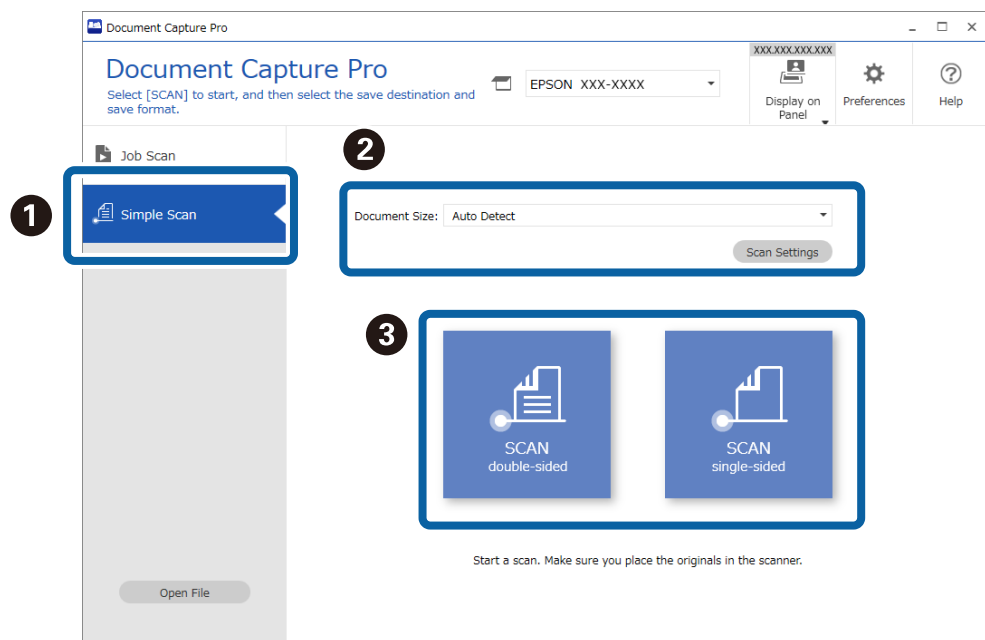 Document Capture Pro
Document Capture Pro
Select [SCAN] to start, and then select the save destination and
save format.
EPSON XXX-XXXX
XXX.XXX.XXX.XXX
Display on
Panel
Preferences
Help
Job Scan
1
Simple Scan
2
Document Size: Auto Detect
Scan Settings
3
SCAN
double-sided
SCAN
single-sided
Start a scan. Make sure you place the originals in the scanner.
Open File